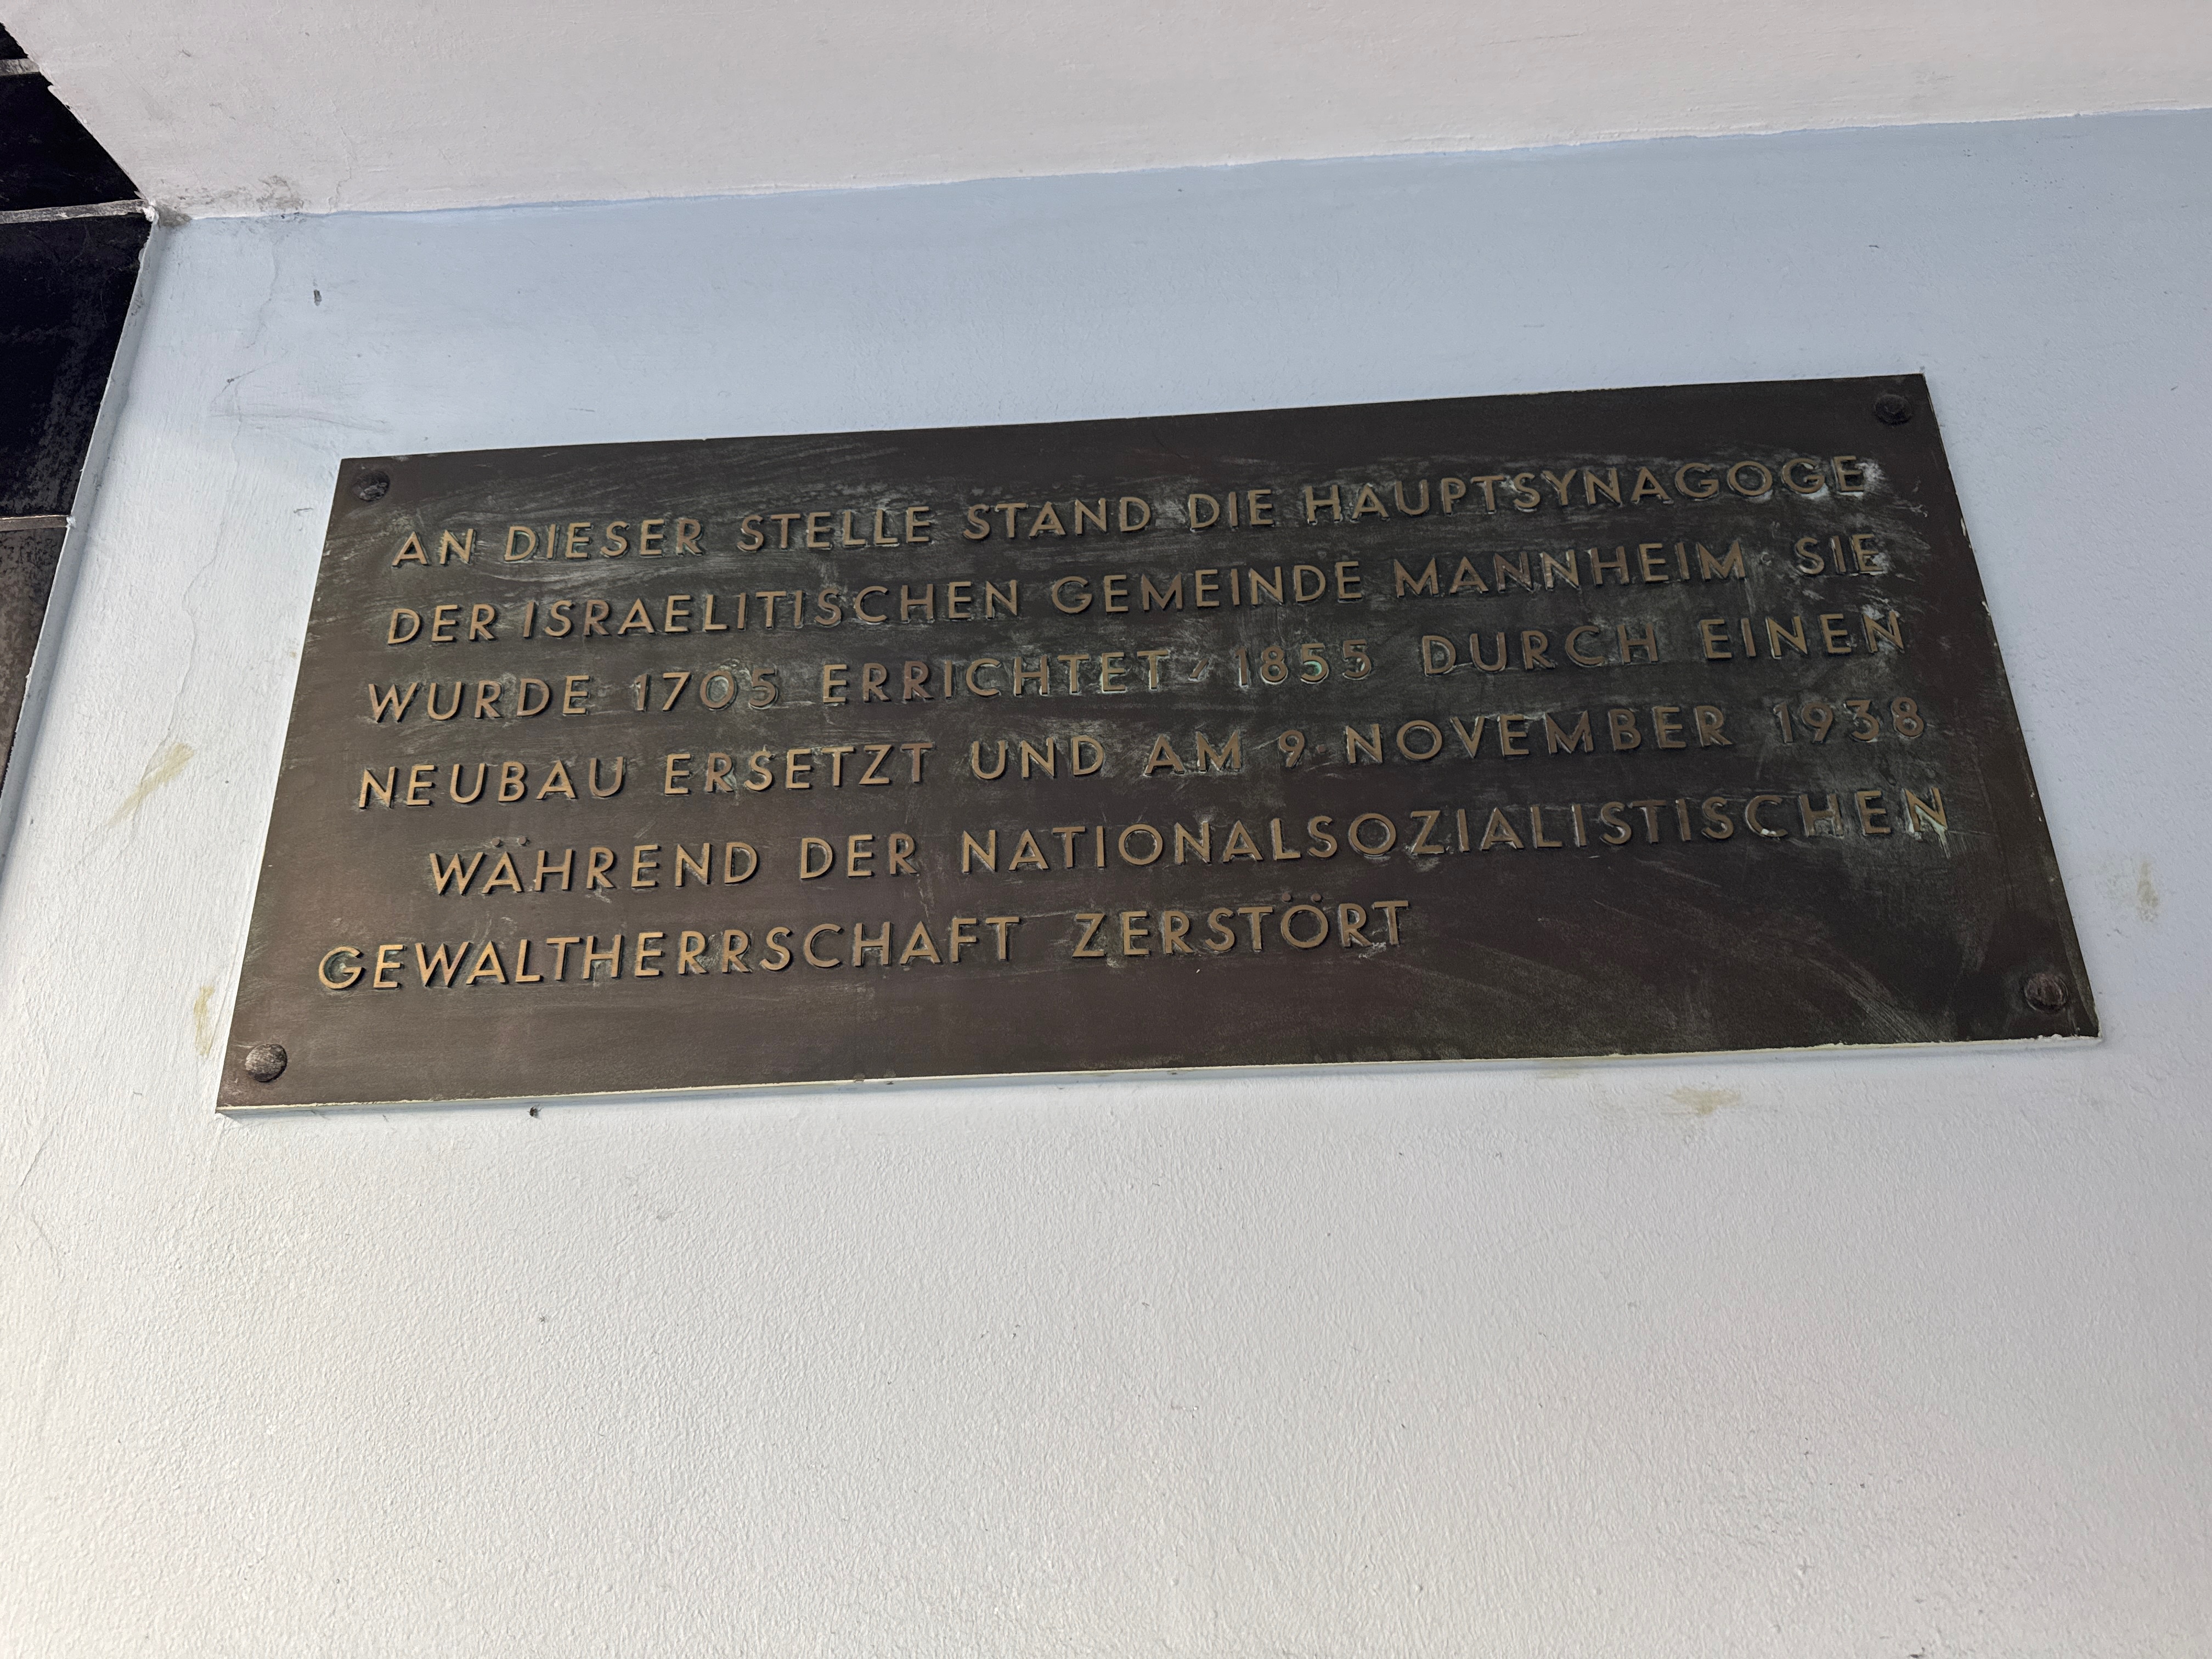 AN DIESER STELLE STAND DIE HAUPTSYNAGOGE
DER ISRAELITISCHEN GEMEINDE MANNHEIM · SIE
WURDE 1705 ERRICHTET, 1855 DURCH EINEN
NEUBAU ERSETZT UND AM 9·NOVEMBER 1938
WÄHREND DER NATIONALSOZIALISTISCHEN
GEWALTHERRSCHAFT ZERSTÖRT